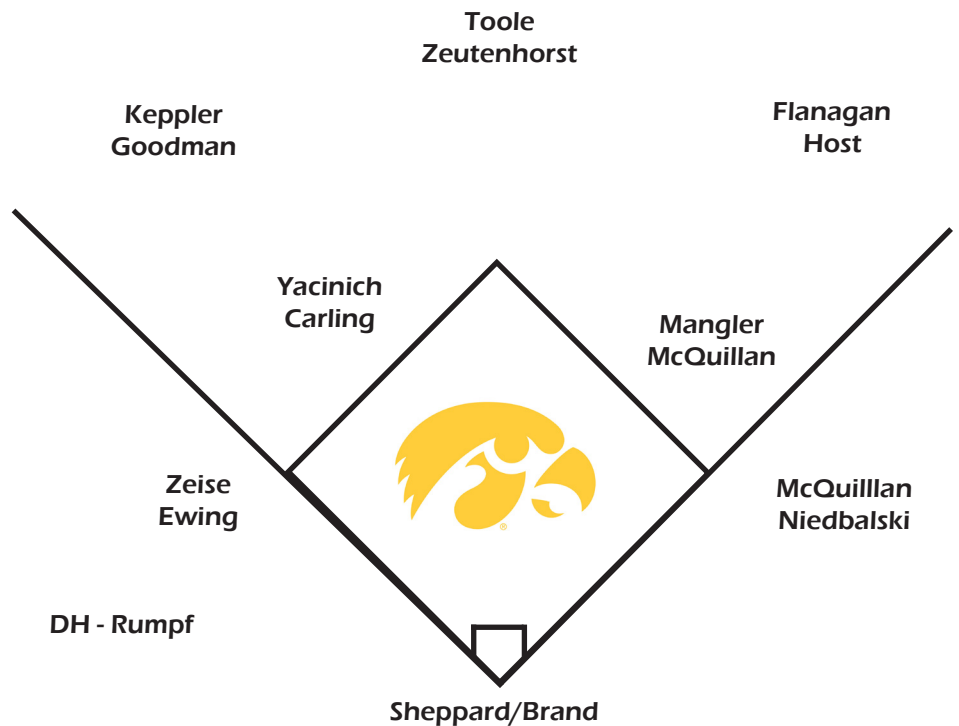 Toole
Zeutenhorst
Keppler
Goodman
Flanagan
Host
Yacinich
Carling
Mangler
McQuillan
Zeise
Ewing
McQuilllan
Niedbalski
®
DH - Rumpf
Sheppard/Brand